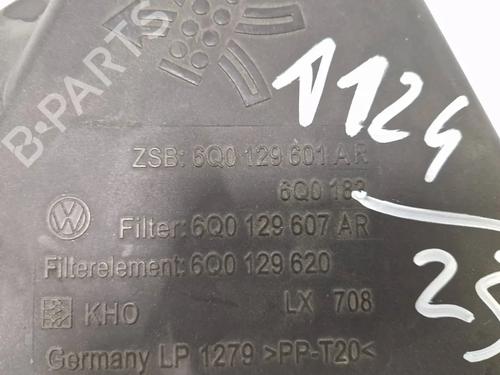 B-PARTS
1124
ZSB: 6Q0 129 601 AR
6Q0 183
Filter: 6Q0 129 607 AR
Filterelement: 6Q0 129 620
25
KHO LX 708
Germany LP 1279 >PP-T20<